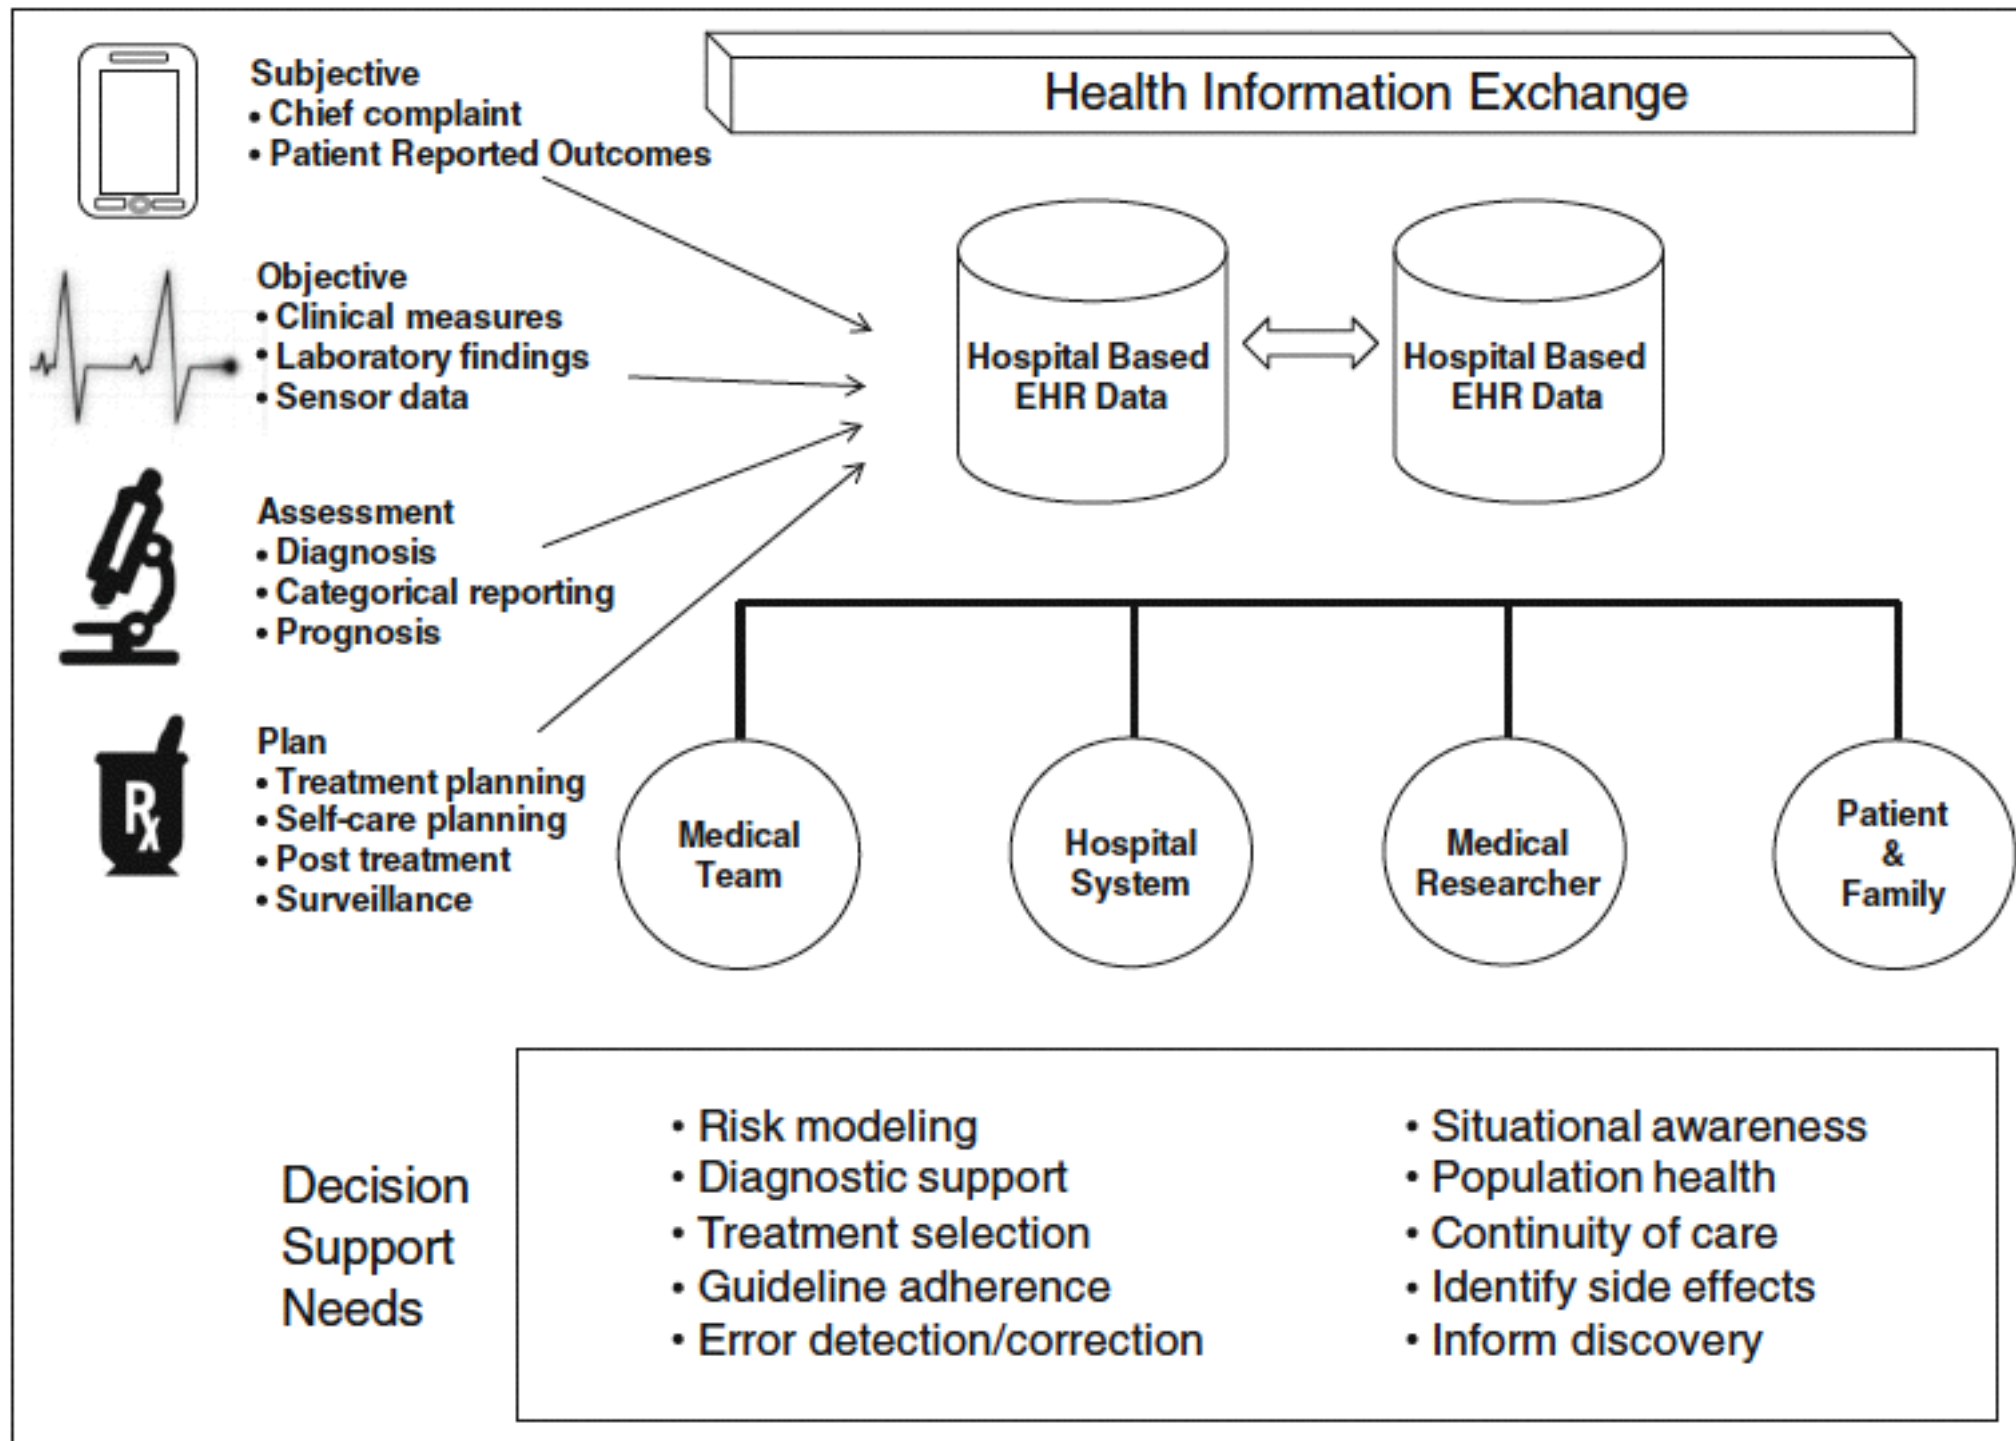 Subjective
• Chief complaint
• Patient Reported Outcomes
Objective
• Clinical measures
• Laboratory findings
• Sensor data
Assessment
• Diagnosis
• Categorical reporting
• Prognosis
Rx
Plan
• Treatment planning
• Self-care planning
• Post treatment
• Surveillance
Health Information Exchange
Hospital Based
EHR Data
Hospital Based
EHR Data
Medical
Team
Hospital
System
Medical
Researcher
Patient
&
Family
Decision
Support
Needs
• Risk modeling
• Diagnostic support
• Treatment selection
• Guideline adherence
• Error detection/correction
• Situational awareness
• Population health
• Continuity of care
• Identify side effects
• Inform discovery